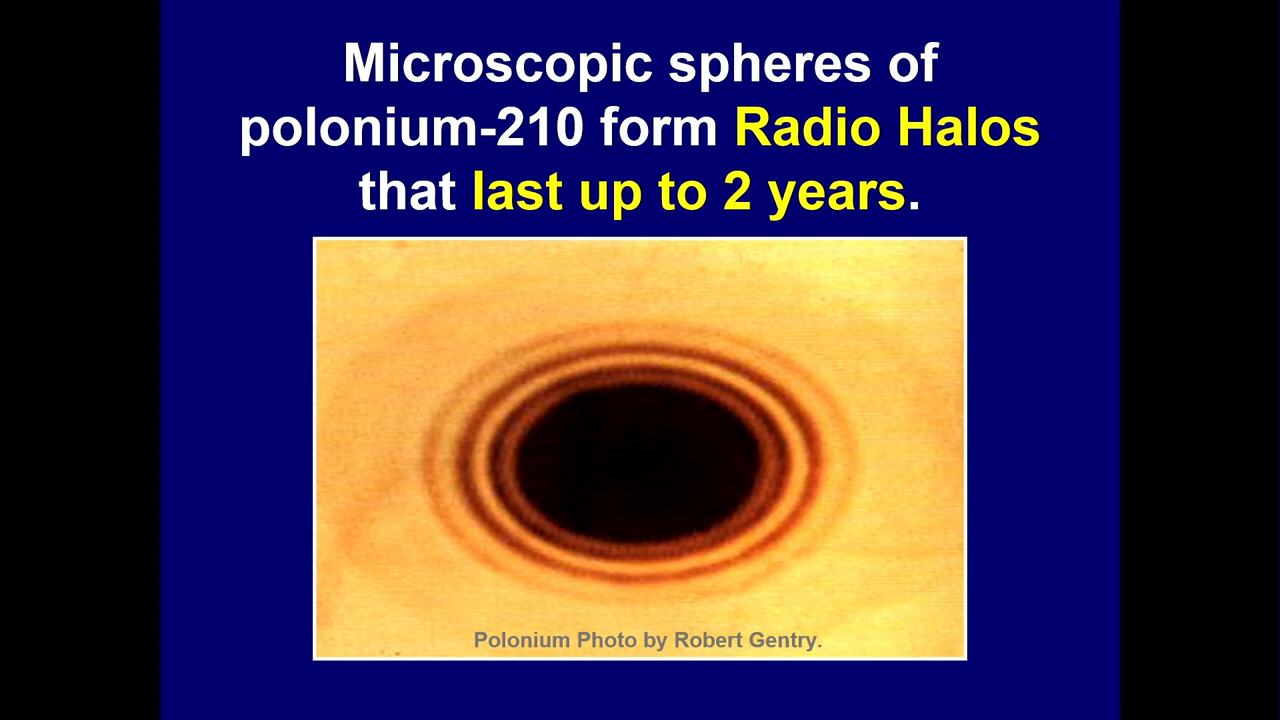 Microscopic spheres of
polonium-210 form Radio Halos
that last up to 2 years.
Polonium Photo by Robert Gentry.